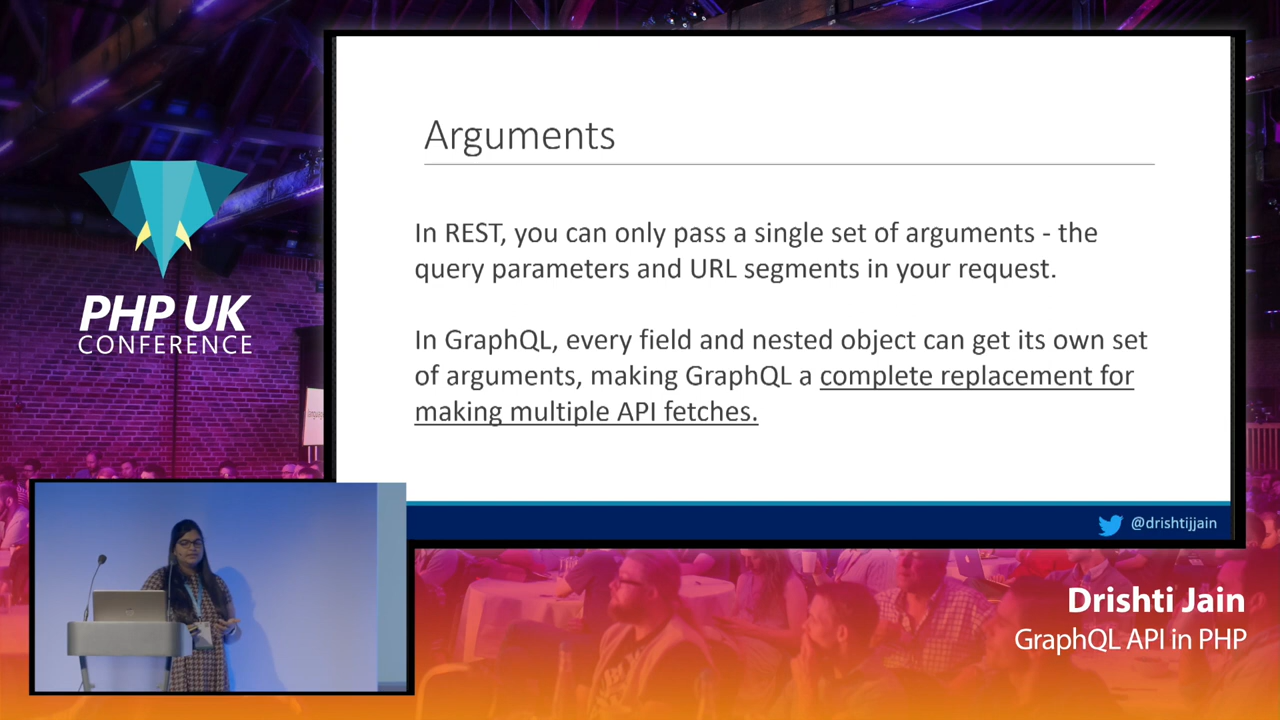 Arguments
In REST, you can only pass a single set of arguments - the
query parameters and URL segments in your request.
In GraphQL, every field and nested object can get its own set
of arguments, making GraphQL a complete replacement for
making multiple API fetches.
@drishtijjain
PHP UK
CONFERENCE
Drishti Jain
GraphQL API in PHP